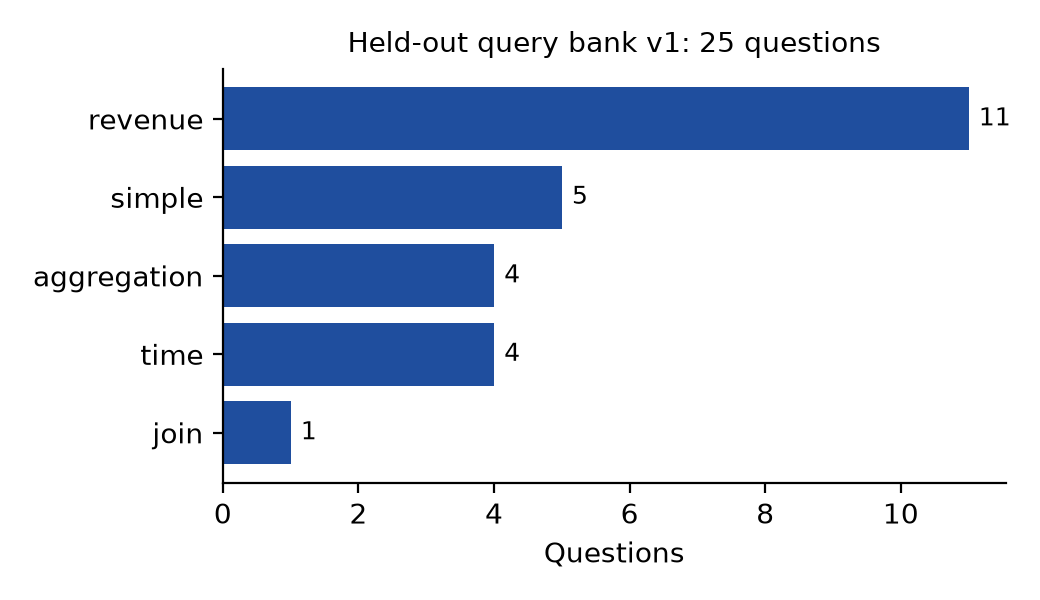 Held-out query bank v1: 25 questions
revenue 11
simple 5
aggregation 4
time 4
join 1
0 2 4 6 8 10
Questions